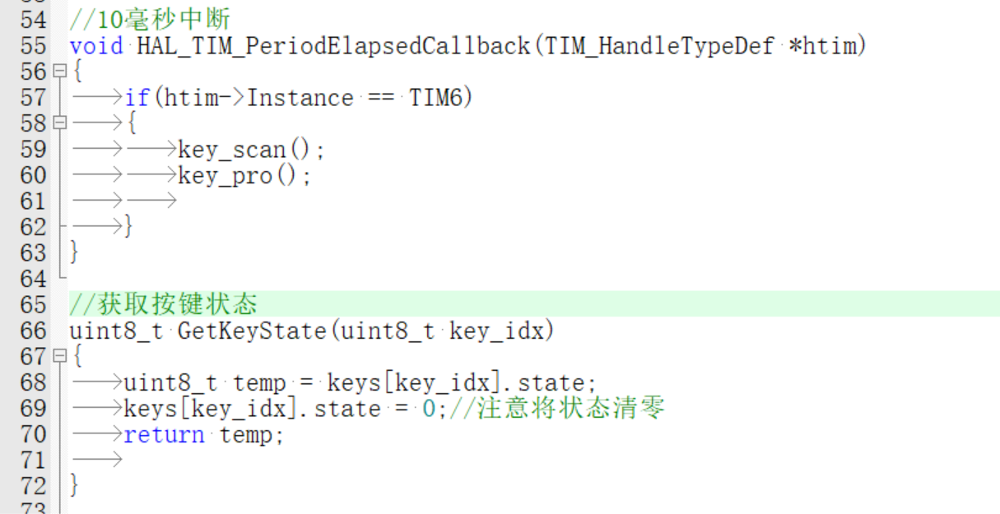 54 //10毫秒中断
55 void HAL_TIM_PeriodElapsedCallback(TIM_HandleTypeDef *htim)
56 {
57 if(htim->Instance == TIM6)
58 {
59 key_scan();
60 key_pro();
61
62 }
63 }
64
65 //获取按键状态
66 uint8_t GetKeyState(uint8_t key_idx)
67 {
68 uint8_t temp = keys[key_idx].state;
69 keys[key_idx].state = 0;//注意将状态清零
70 return temp;
71
72 }
73